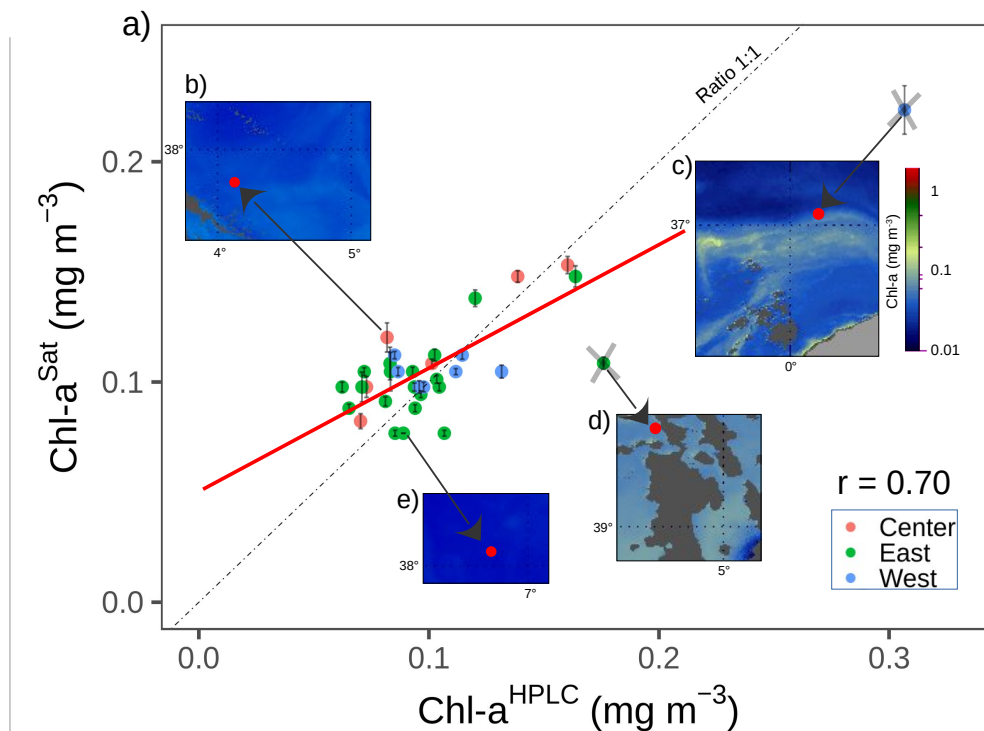 a)
Ratio 1:1
b)
38°
4°
5°
c)
37°
0°
1
0.1
0.01
Chl-a (mg m⁻³)
0.2
0.1
0.0
Chl-a^Sat (mg m⁻³)
d)
39°
5°
e)
38°
7°
r = 0.70
Center
East
West
0.0 0.1 0.2 0.3
Chl-a^HPLC (mg m⁻³)